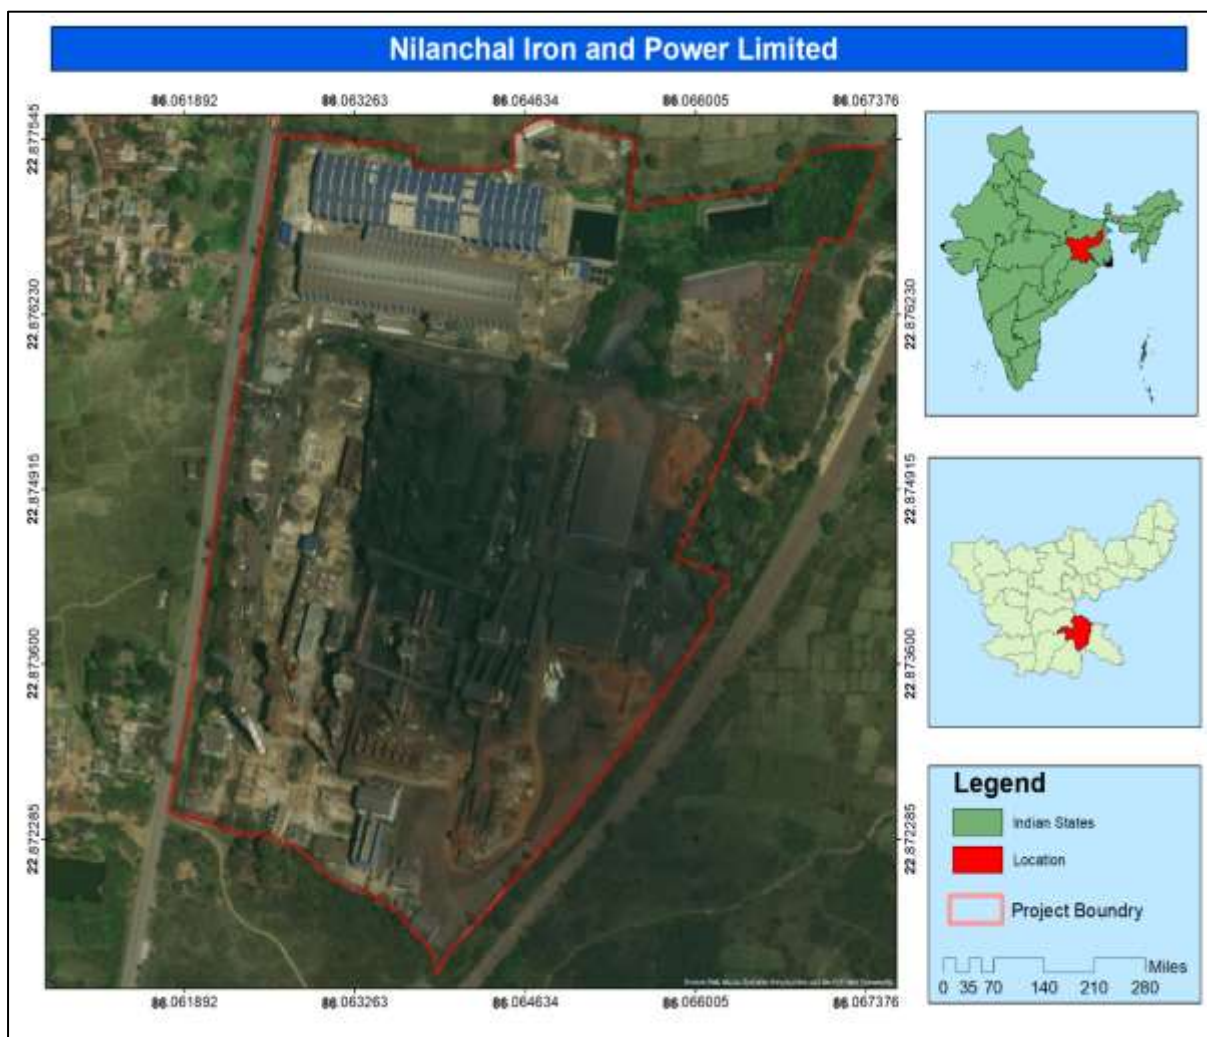 Nilanchal Iron and Power Limited
86.061892 86.063263 86.064634 86.066005 86.067376
22.877545
22.876230 22.876230
22.874915 22.874915
22.873600 22.873600
22.872285 22.872285
86.061892 86.063263 86.064634 86.066005 86.067376
Legend
Indian States
Location
Project Boundry
Miles
0 35 70 140 210 280